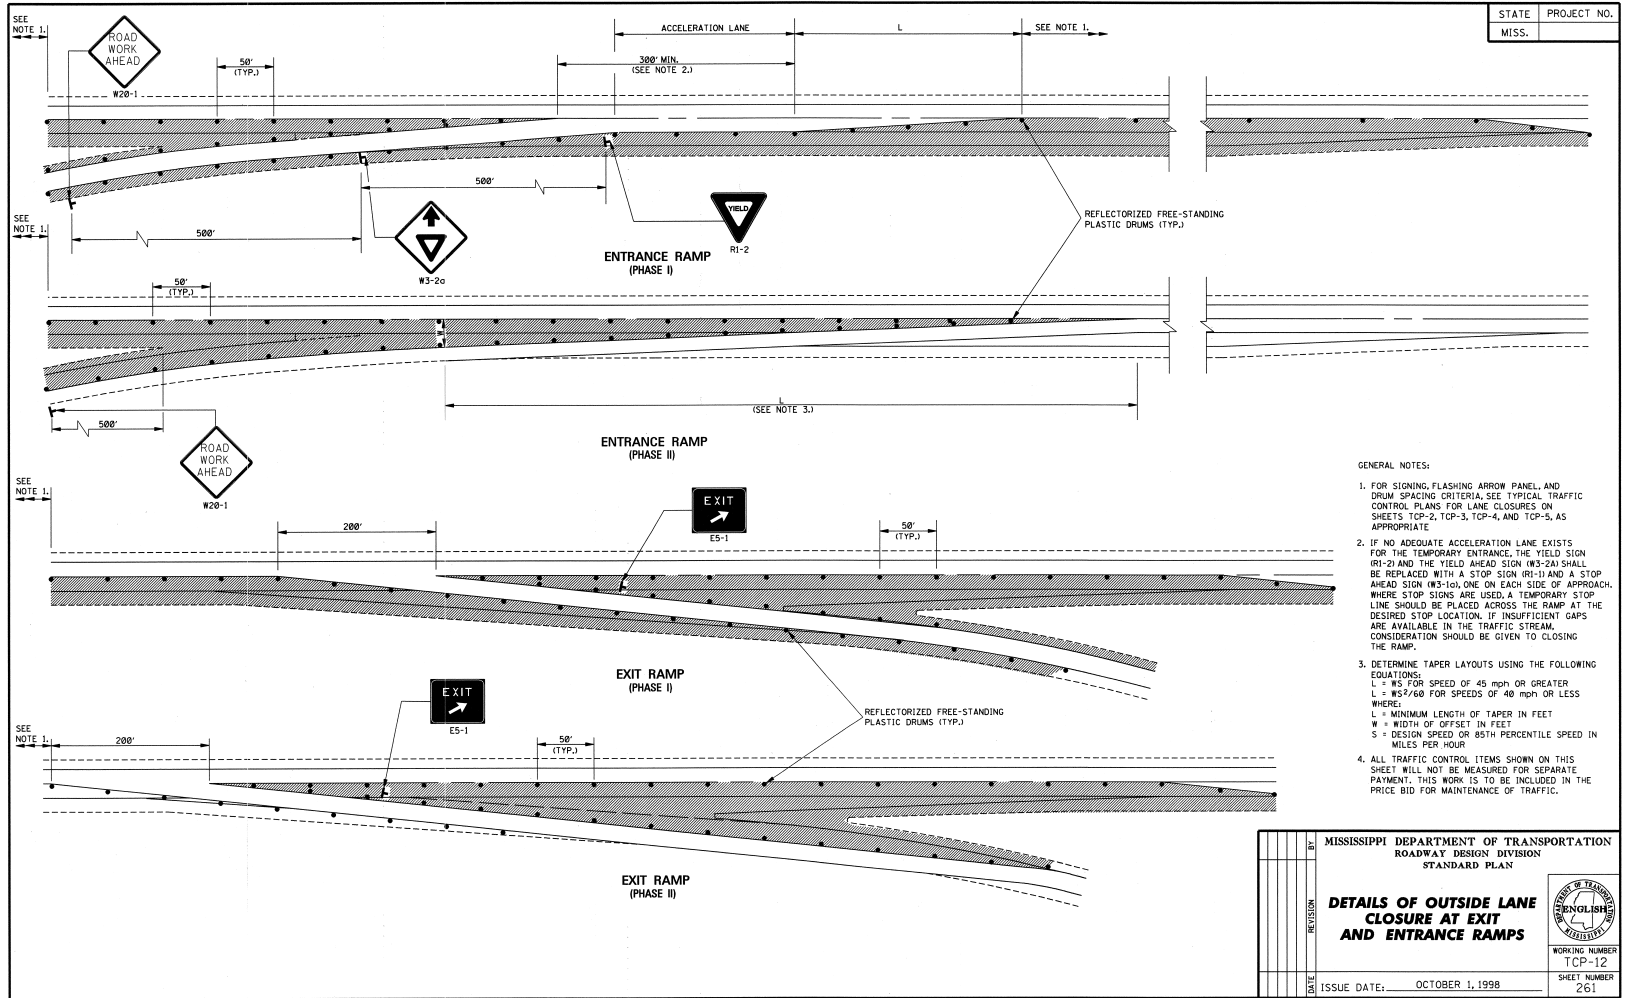 STATE PROJECT NO.
MISS.
SEE
NOTE 1.
ROAD
WORK
AHEAD
W20-1
50'
(TYP.)
ACCELERATION LANE
L
SEE NOTE 1.
300' MIN.
(SEE NOTE 2.)
500'
500'
YIELD
R1-2
W3-2a
REFLECTORIZED FREE-STANDING
PLASTIC DRUMS (TYP.)
ENTRANCE RAMP
(PHASE I)
SEE
NOTE 1.
50'
(TYP.)
W
L
(SEE NOTE 3.)
500'
ROAD
WORK
AHEAD
W20-1
ENTRANCE RAMP
(PHASE II)
SEE
NOTE 1.
200'
EXIT
E5-1
50'
(TYP.)
EXIT RAMP
(PHASE I)
REFLECTORIZED FREE-STANDING
PLASTIC DRUMS (TYP.)
SEE
NOTE 1.
200'
EXIT
E5-1
50'
(TYP.)
EXIT RAMP
(PHASE II)
GENERAL NOTES:
1. FOR SIGNING, FLASHING ARROW PANEL, AND
DRUM SPACING CRITERIA, SEE TYPICAL TRAFFIC
CONTROL PLANS FOR LANE CLOSURES ON
SHEETS TCP-2, TCP-3, TCP-4, AND TCP-5, AS
APPROPRIATE
2. IF NO ADEQUATE ACCELERATION LANE EXISTS
FOR THE TEMPORARY ENTRANCE, THE YIELD SIGN
(R1-2) AND THE YIELD AHEAD SIGN (W3-2A) SHALL
BE REPLACED WITH A STOP SIGN (R1-1) AND A STOP
AHEAD SIGN (W3-1a), ONE ON EACH SIDE OF APPROACH.
WHERE STOP SIGNS ARE USED, A TEMPORARY STOP
LINE SHOULD BE PLACED ACROSS THE RAMP AT THE
DESIRED STOP LOCATION. IF INSUFFICIENT GAPS
ARE AVAILABLE IN THE TRAFFIC STREAM,
CONSIDERATION SHOULD BE GIVEN TO CLOSING
THE RAMP.
3. DETERMINE TAPER LAYOUTS USING THE FOLLOWING
EQUATIONS:
L = WS FOR SPEED OF 45 mph OR GREATER
L = WS²/60 FOR SPEEDS OF 40 mph OR LESS
WHERE:
L = MINIMUM LENGTH OF TAPER IN FEET
W = WIDTH OF OFFSET IN FEET
S = DESIGN SPEED OR 85TH PERCENTILE SPEED IN
MILES PER HOUR
4. ALL TRAFFIC CONTROL ITEMS SHOWN ON THIS
SHEET WILL NOT BE MEASURED FOR SEPARATE
PAYMENT. THIS WORK IS TO BE INCLUDED IN THE
PRICE BID FOR MAINTENANCE OF TRAFFIC.
BY
REVISION
DATE
MISSISSIPPI DEPARTMENT OF TRANSPORTATION
ROADWAY DESIGN DIVISION
STANDARD PLAN
DETAILS OF OUTSIDE LANE
CLOSURE AT EXIT
AND ENTRANCE RAMPS
DEPARTMENT OF TRANSPORTATION
ENGLISH
MISSISSIPPI
WORKING NUMBER
TCP-12
ISSUE DATE: OCTOBER 1, 1998
SHEET NUMBER
261